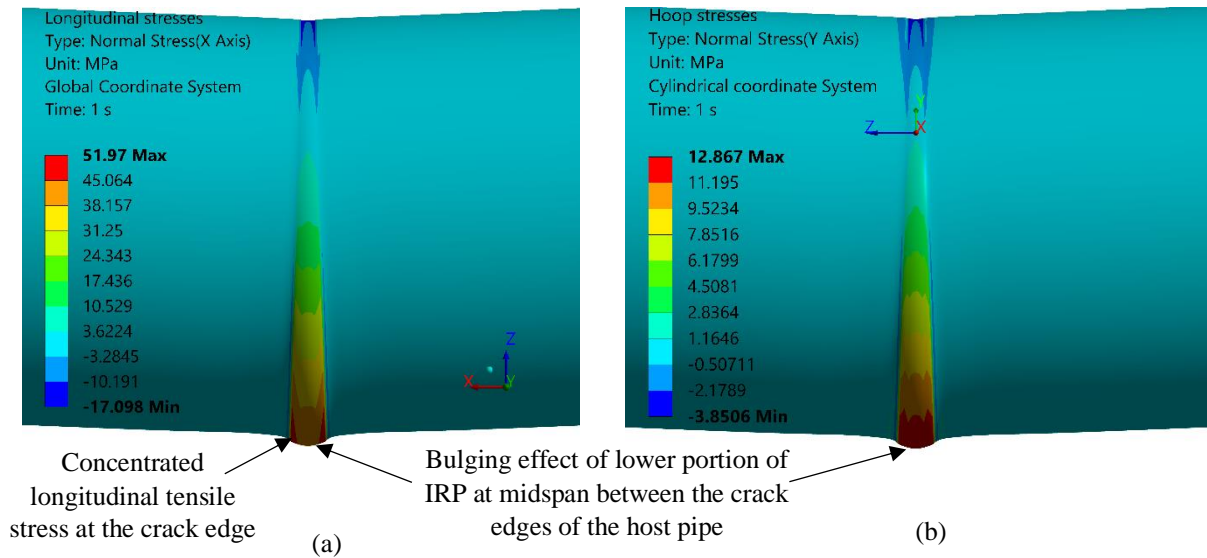 Longitudinal stresses
Type: Normal Stress(X Axis)
Unit: MPa
Global Coordinate System
Time: 1 s
51.97 Max
45.064
38.157
31.25
24.343
17.436
10.529
3.6224
-3.2845
-10.191
-17.098 Min
Z
X
Y
Hoop stresses
Type: Normal Stress(Y Axis)
Unit: MPa
Cylindrical coordinate System
Time: 1 s
Y
Z
X
12.867 Max
11.195
9.5234
7.8516
6.1799
4.5081
2.8364
1.1646
-0.50711
-2.1789
-3.8506 Min
Concentrated
longitudinal tensile
stress at the crack edge
Bulging effect of lower portion of
IRP at midspan between the crack
edges of the host pipe
(a)
(b)